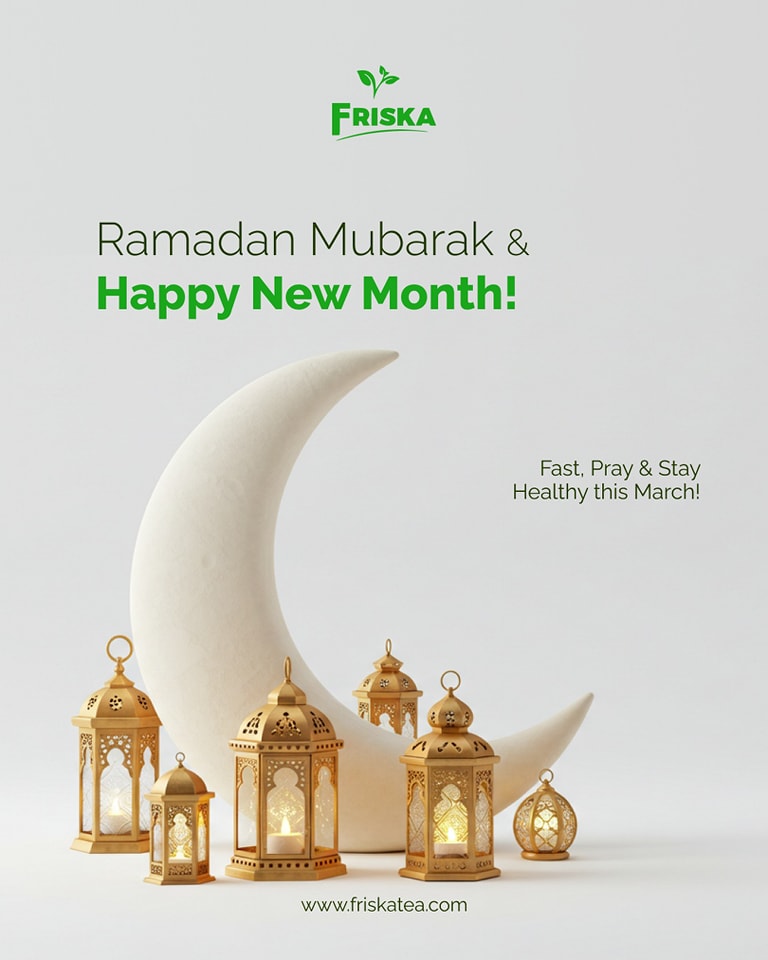 FRISKA
Ramadan Mubarak &
Happy New Month!
Fast, Pray & Stay
Healthy this March!
www.friskatea.com